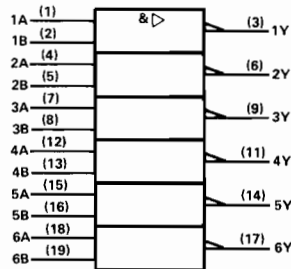 & ▷
1A (1)
1B (2)
(3) 1Y
2A (4)
2B (5)
(6) 2Y
3A (7)
3B (8)
(9) 3Y
4A (12)
4B (13)
(11) 4Y
5A (15)
5B (16)
(14) 5Y
6A (18)
6B (19)
(17) 6Y